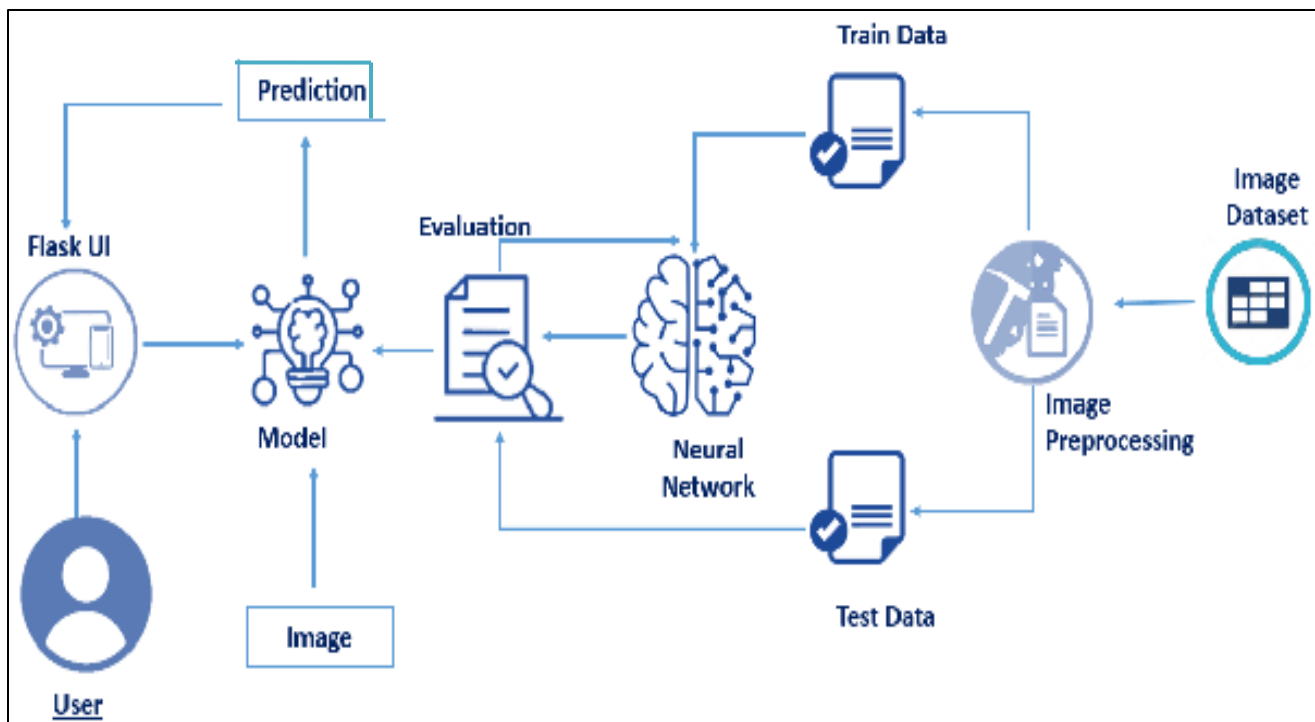 Train Data
Prediction
Image
Dataset
Evaluation
Flask UI
Image
Preprocessing
Model
Neural
Network
Test Data
Image
User